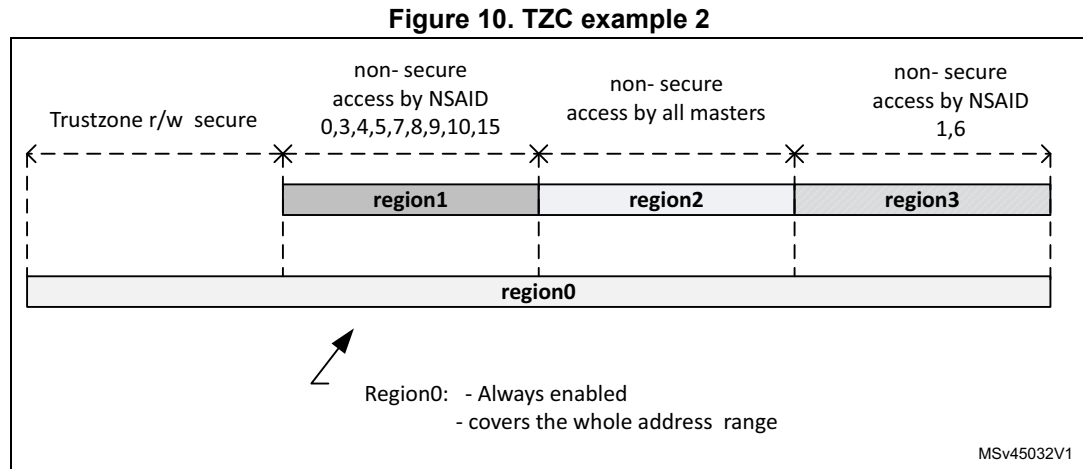 Figure 10. TZC example 2
Trustzone r/w secure
non- secure
access by NSAID
0,3,4,5,7,8,9,10,15
non- secure
access by all masters
non- secure
access by NSAID
1,6
region1
region2
region3
region0
Region0: - Always enabled
- covers the whole address range
MSv45032V1